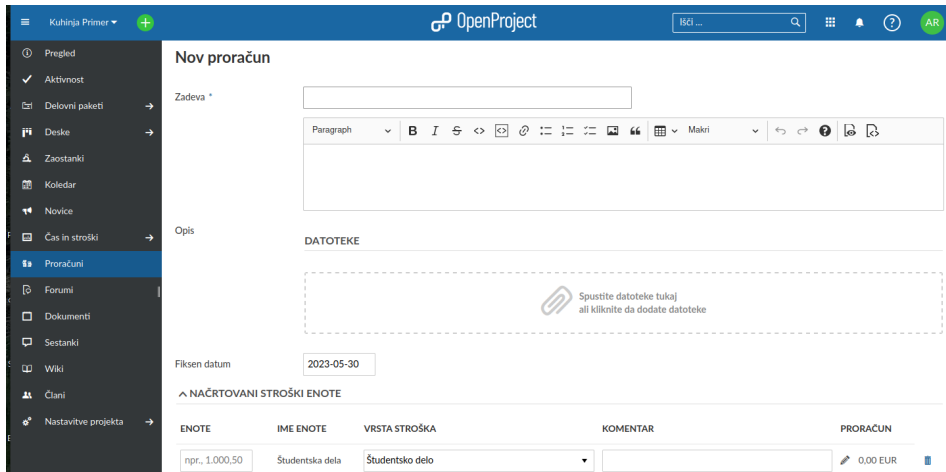 Kuhinja Primer
OpenProject
Išči ...
AR
Pregled
Aktivnost
Delovni paketi
Deske
Zaostanki
Koledar
Novice
Čas in stroški
Proračuni
Forumi
Dokumenti
Sestanki
Wiki
Člani
Nastavitve projekta
Nov proračun
Zadeva *
Paragraph
Makri
Opis
DATOTEKE
Spustite datoteke tukaj
ali kliknite da dodate datoteke
Fiksen datum 2023-05-30
NAČRTOVANI STROŠKI ENOTE
ENOTE IME ENOTE VRSTA STROŠKA KOMENTAR PRORAČUN
npr., 1.000,50 Študentska dela Študentsko delo 0,00 EUR